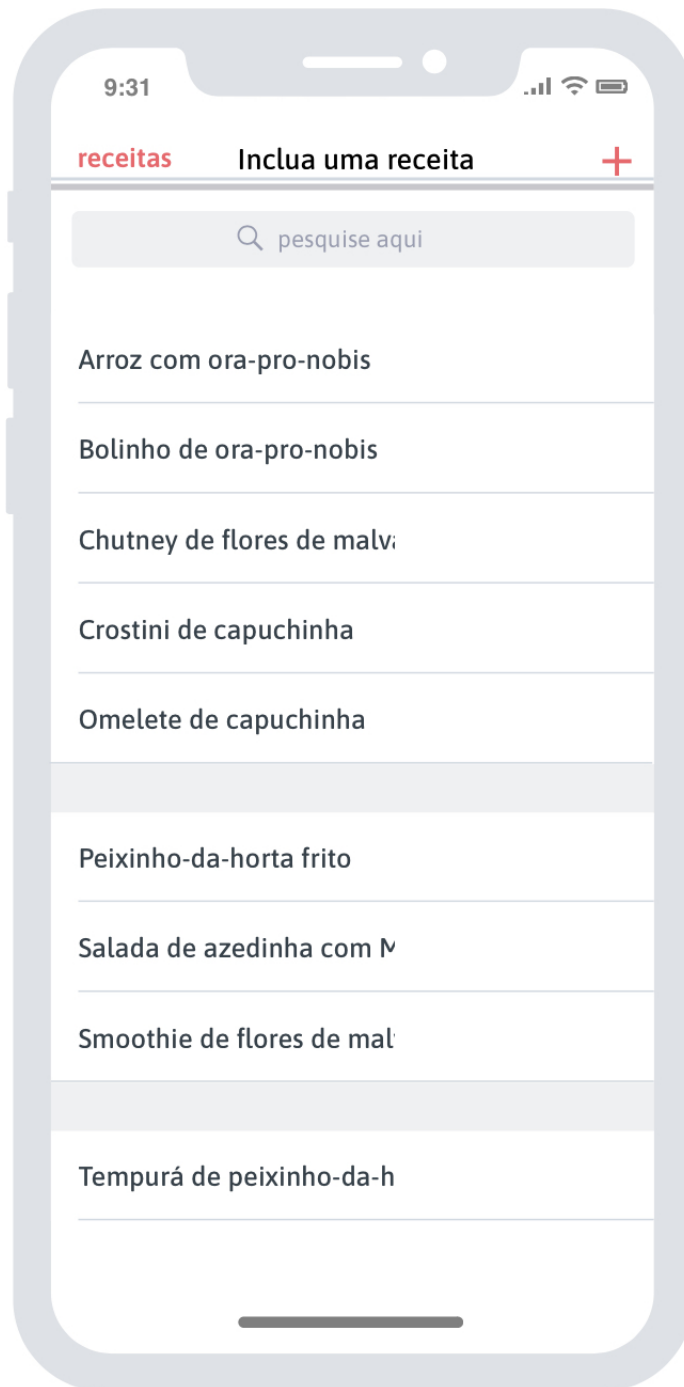 9:31
receitas Inclua uma receita +
pesquise aqui
Arroz com ora-pro-nobis
Bolinho de ora-pro-nobis
Chutney de flores de malva
Crostini de capuchinha
Omelete de capuchinha
Peixinho-da-horta frito
Salada de azedinha com M
Smoothie de flores de mal
Tempurá de peixinho-da-h